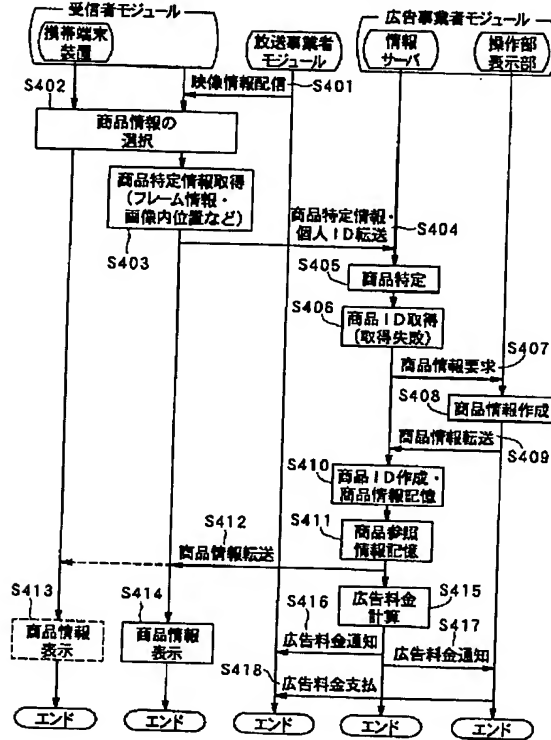 受信者モジュール
広告事業者モジュール
携帯端末
装置
放送事業者
モジュール
情報
サーバ
操作部
表示部
S402
映像情報配信
S401
商品情報の
選択
商品特定情報取得
(フレーム情報・
画像内位置など)
S403
商品特定情報・
個人ID転送
S404
S405
商品特定
S406
商品ID取得
(取得失敗)
S407
商品情報要求
S408
商品情報作成
商品情報転送
S409
S410
商品ID作成・
商品情報記憶
S411
商品参照
情報記憶
S412
商品情報転送
S413
S414
S416
広告料金
計算
S415
S417
商品情報
表示
商品情報
表示
広告料金通知
広告料金通知
S418
広告料金支払
エンド
エンド
エンド
エンド
エンド